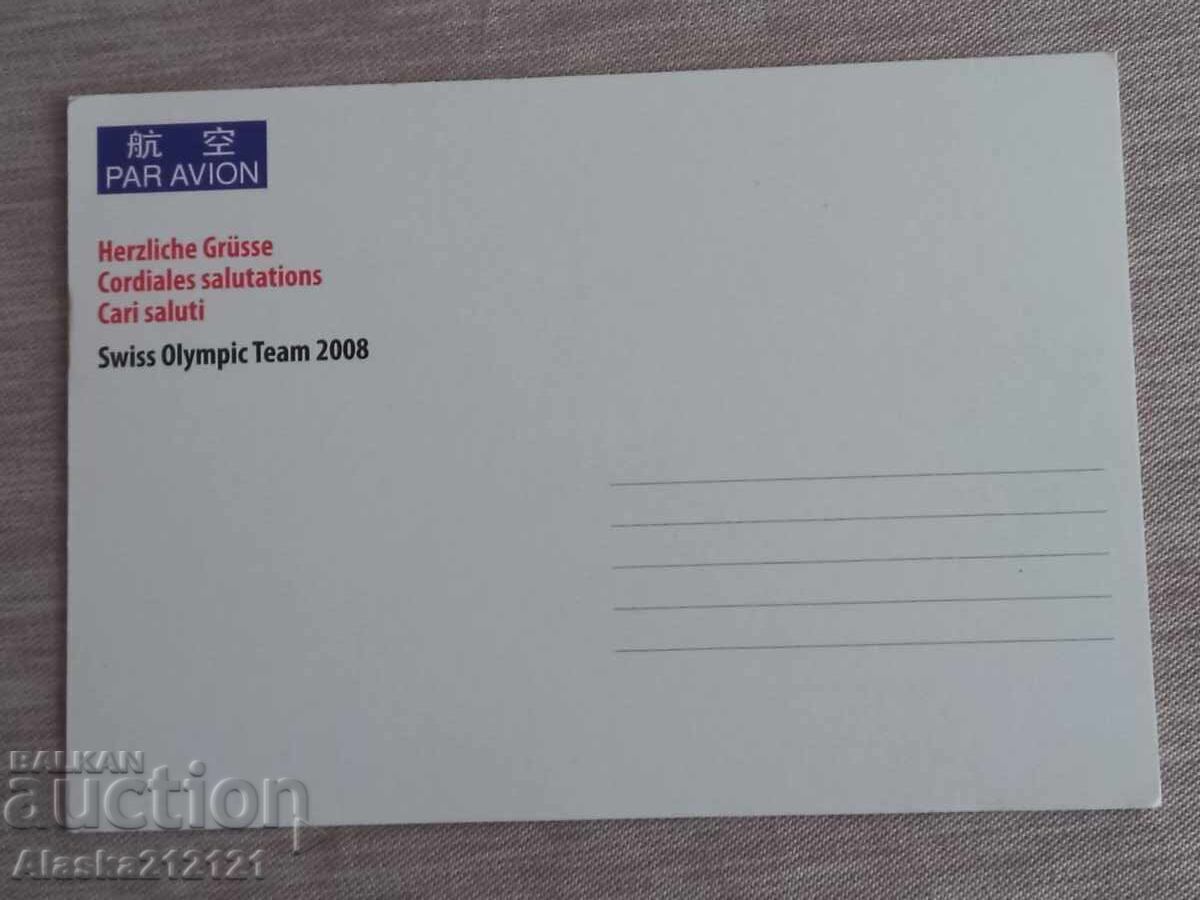 航 空
PAR AVION
Herzliche Grüsse
Cordiales salutations
Cari saluti
Swiss Olympic Team 2008
BALKAN
auction
Alaska212121